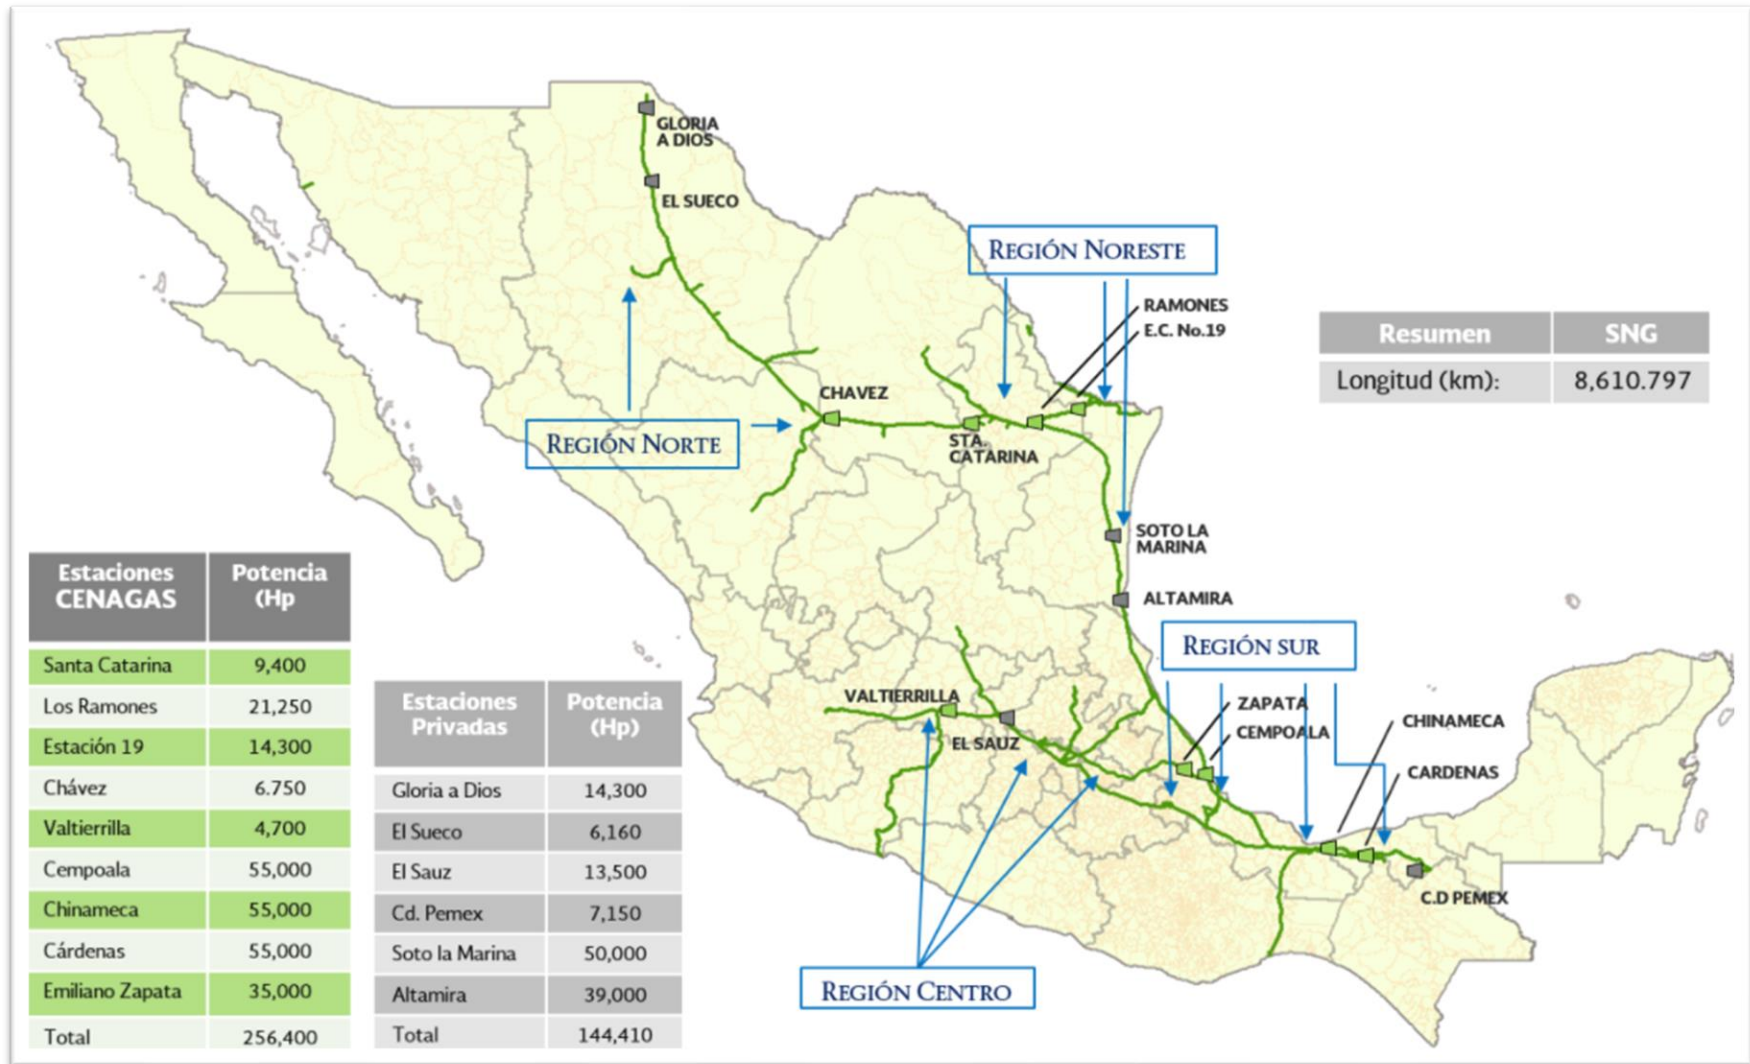 GLORIA
A DIOS
EL SUECO
REGIÓN NORESTE
RAMONES
E.C. No.19
Resumen SNG
Longitud (km): 8,610.797
CHAVEZ
REGIÓN NORTE
STA.
CATARINA
SOTO LA
MARINA
ALTAMIRA
REGIÓN SUR
VALTIERRILLA
EL SAUZ
ZAPATA
CEMPOALA
CHINAMECA
CARDENAS
C.D PEMEX
REGIÓN CENTRO
Estaciones Potencia
CENAGAS (Hp
Santa Catarina 9,400
Los Ramones 21,250
Estación 19 14,300
Chávez 6.750
Valtierrilla 4,700
Cempoala 55,000
Chinameca 55,000
Cárdenas 55,000
Emiliano Zapata 35,000
Total 256,400
Estaciones Potencia
Privadas (Hp)
Gloria a Dios 14,300
El Sueco 6,160
El Sauz 13,500
Cd. Pemex 7,150
Soto la Marina 50,000
Altamira 39,000
Total 144,410